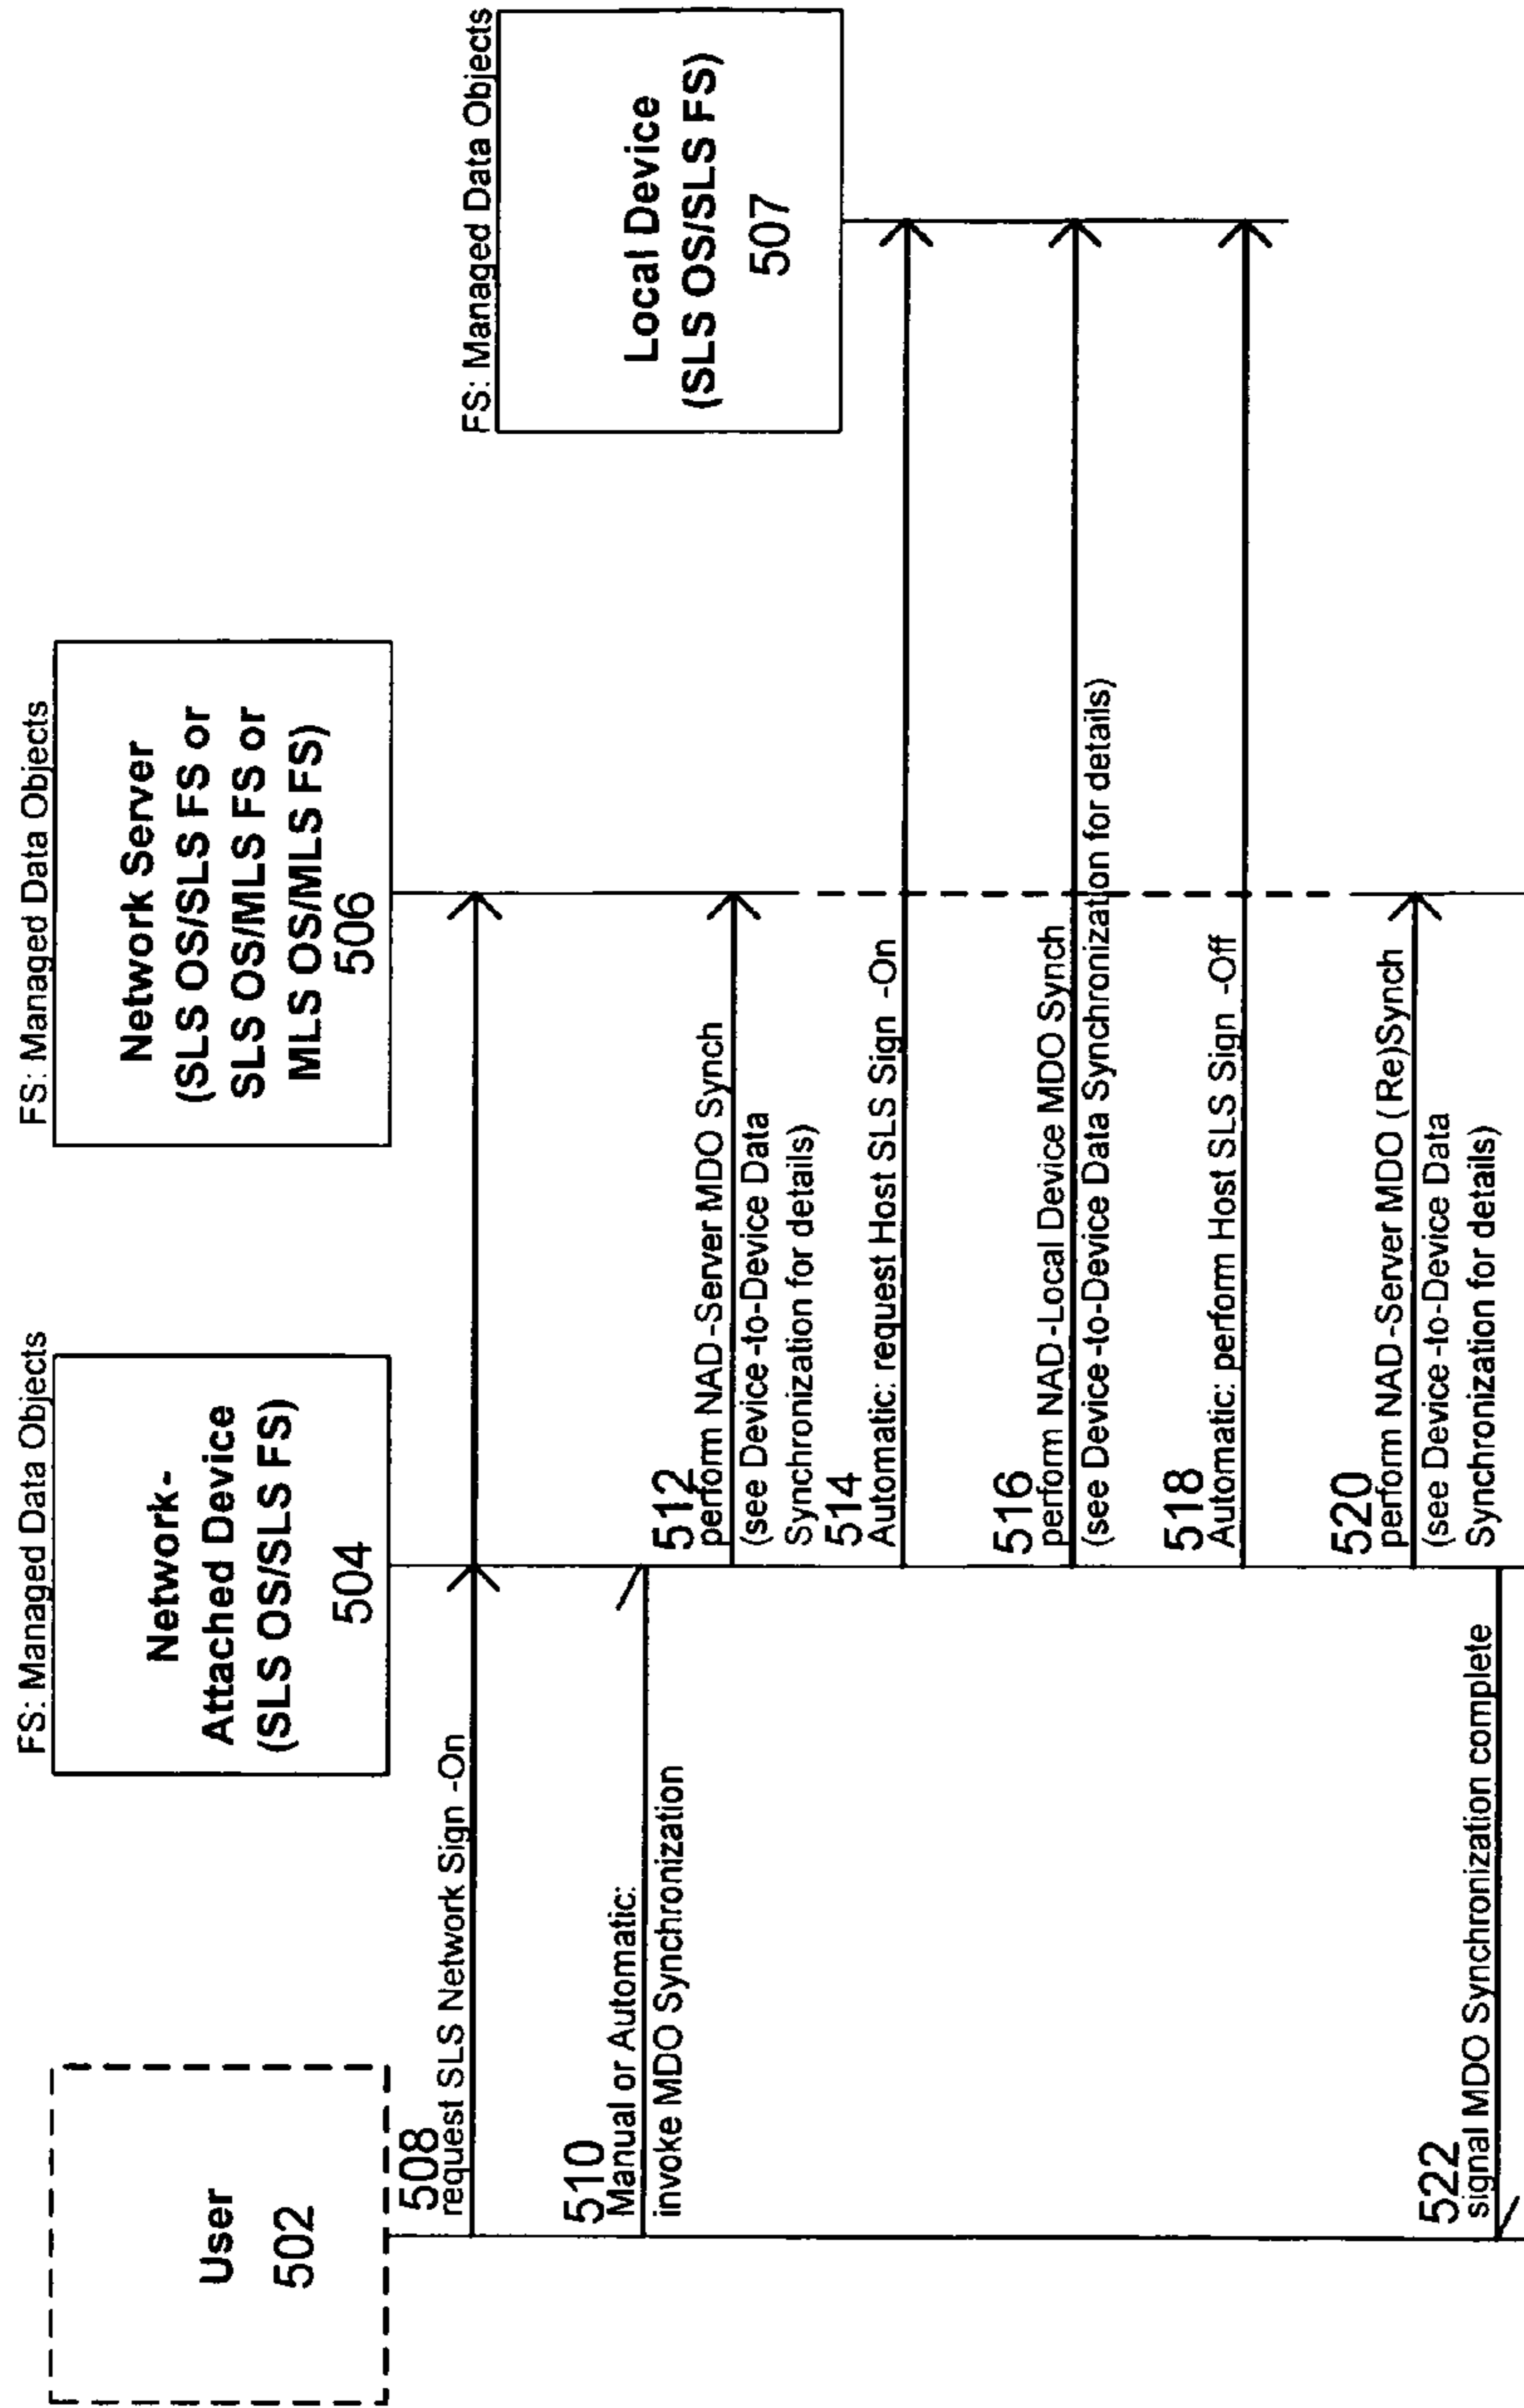 User
502
FS: Managed Data Objects
Network-
Attached Device
(SLS OS/SLS FS)
504
FS: Managed Data Objects
Network Server
(SLS OS/SLS FS or
SLS OS/MLS FS or
MLS OS/MLS FS)
506
FS: Managed Data Objects
Local Device
(SLS OS/SLS FS)
507
508
request SLS Network Sign -On
510
Manual or Automatic:
invoke MDO Synchronization
512
perform NAD -Server MDO Synch
(see Device -to-Device Data
Synchronization for details)
514
Automatic: request Host SLS Sign -On
516
perform NAD -Local Device MDO Synch
(see Device -to-Device Data Synchronization for details)
518
Automatic: perform Host SLS Sign -Off
520
perform NAD -Server MDO (Re)Synch
(see Device -to-Device Data
Synchronization for details)
522
signal MDO Synchronization complete